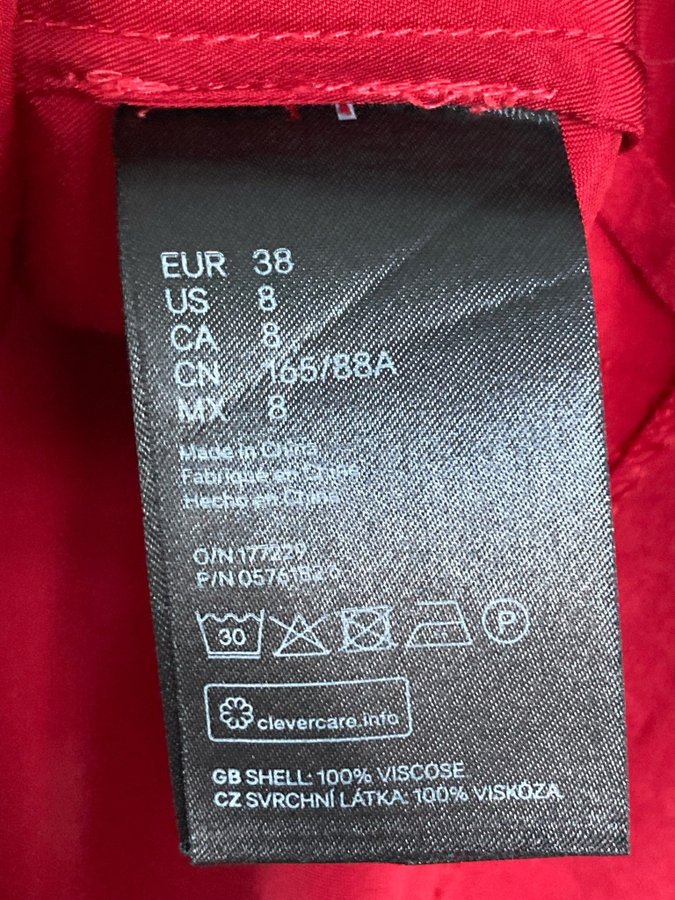 EUR 38
US 8
CA 8
CN 165/88A
MX 8
Made in China
Fabriqué en Chine
Hecho en China
O/N 177229
P/N
30
P
clevercare.info
GB SHELL: 100% VISCOSE
CZ SVRCHNÍ LÁTKA: 100% VISKÓZA